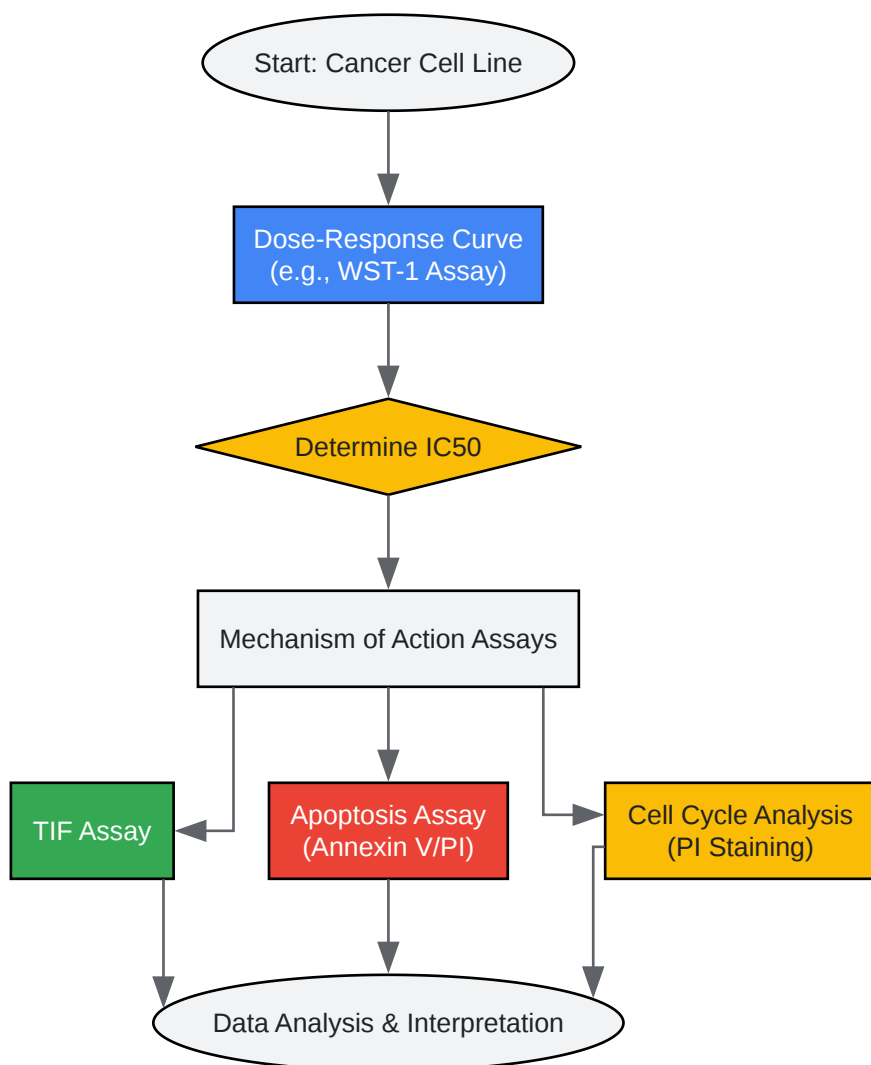 Start: Cancer Cell Line
Dose-Response Curve
(e.g., WST-1 Assay)
Determine IC50
Mechanism of Action Assays
TIF Assay
Apoptosis Assay
(Annexin V/PI)
Cell Cycle Analysis
(PI Staining)
Data Analysis & Interpretation